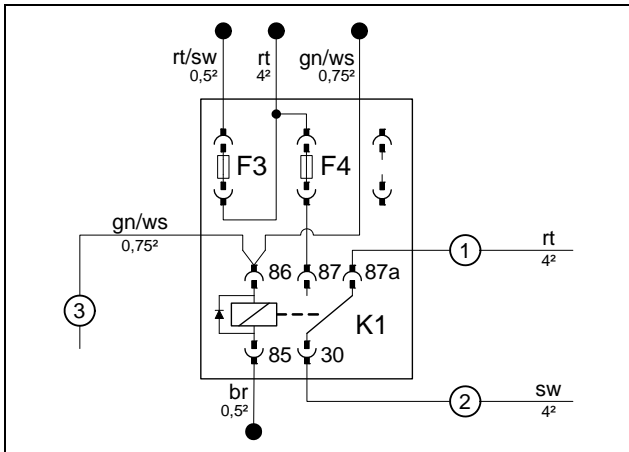 rt/sw
0,5²
rt
4²
gn/ws
0,75²
F3
F4
gn/ws
0,75²
86
87
87a
1
rt
4²
3
K1
85
30
br
0,5²
2
sw
4²